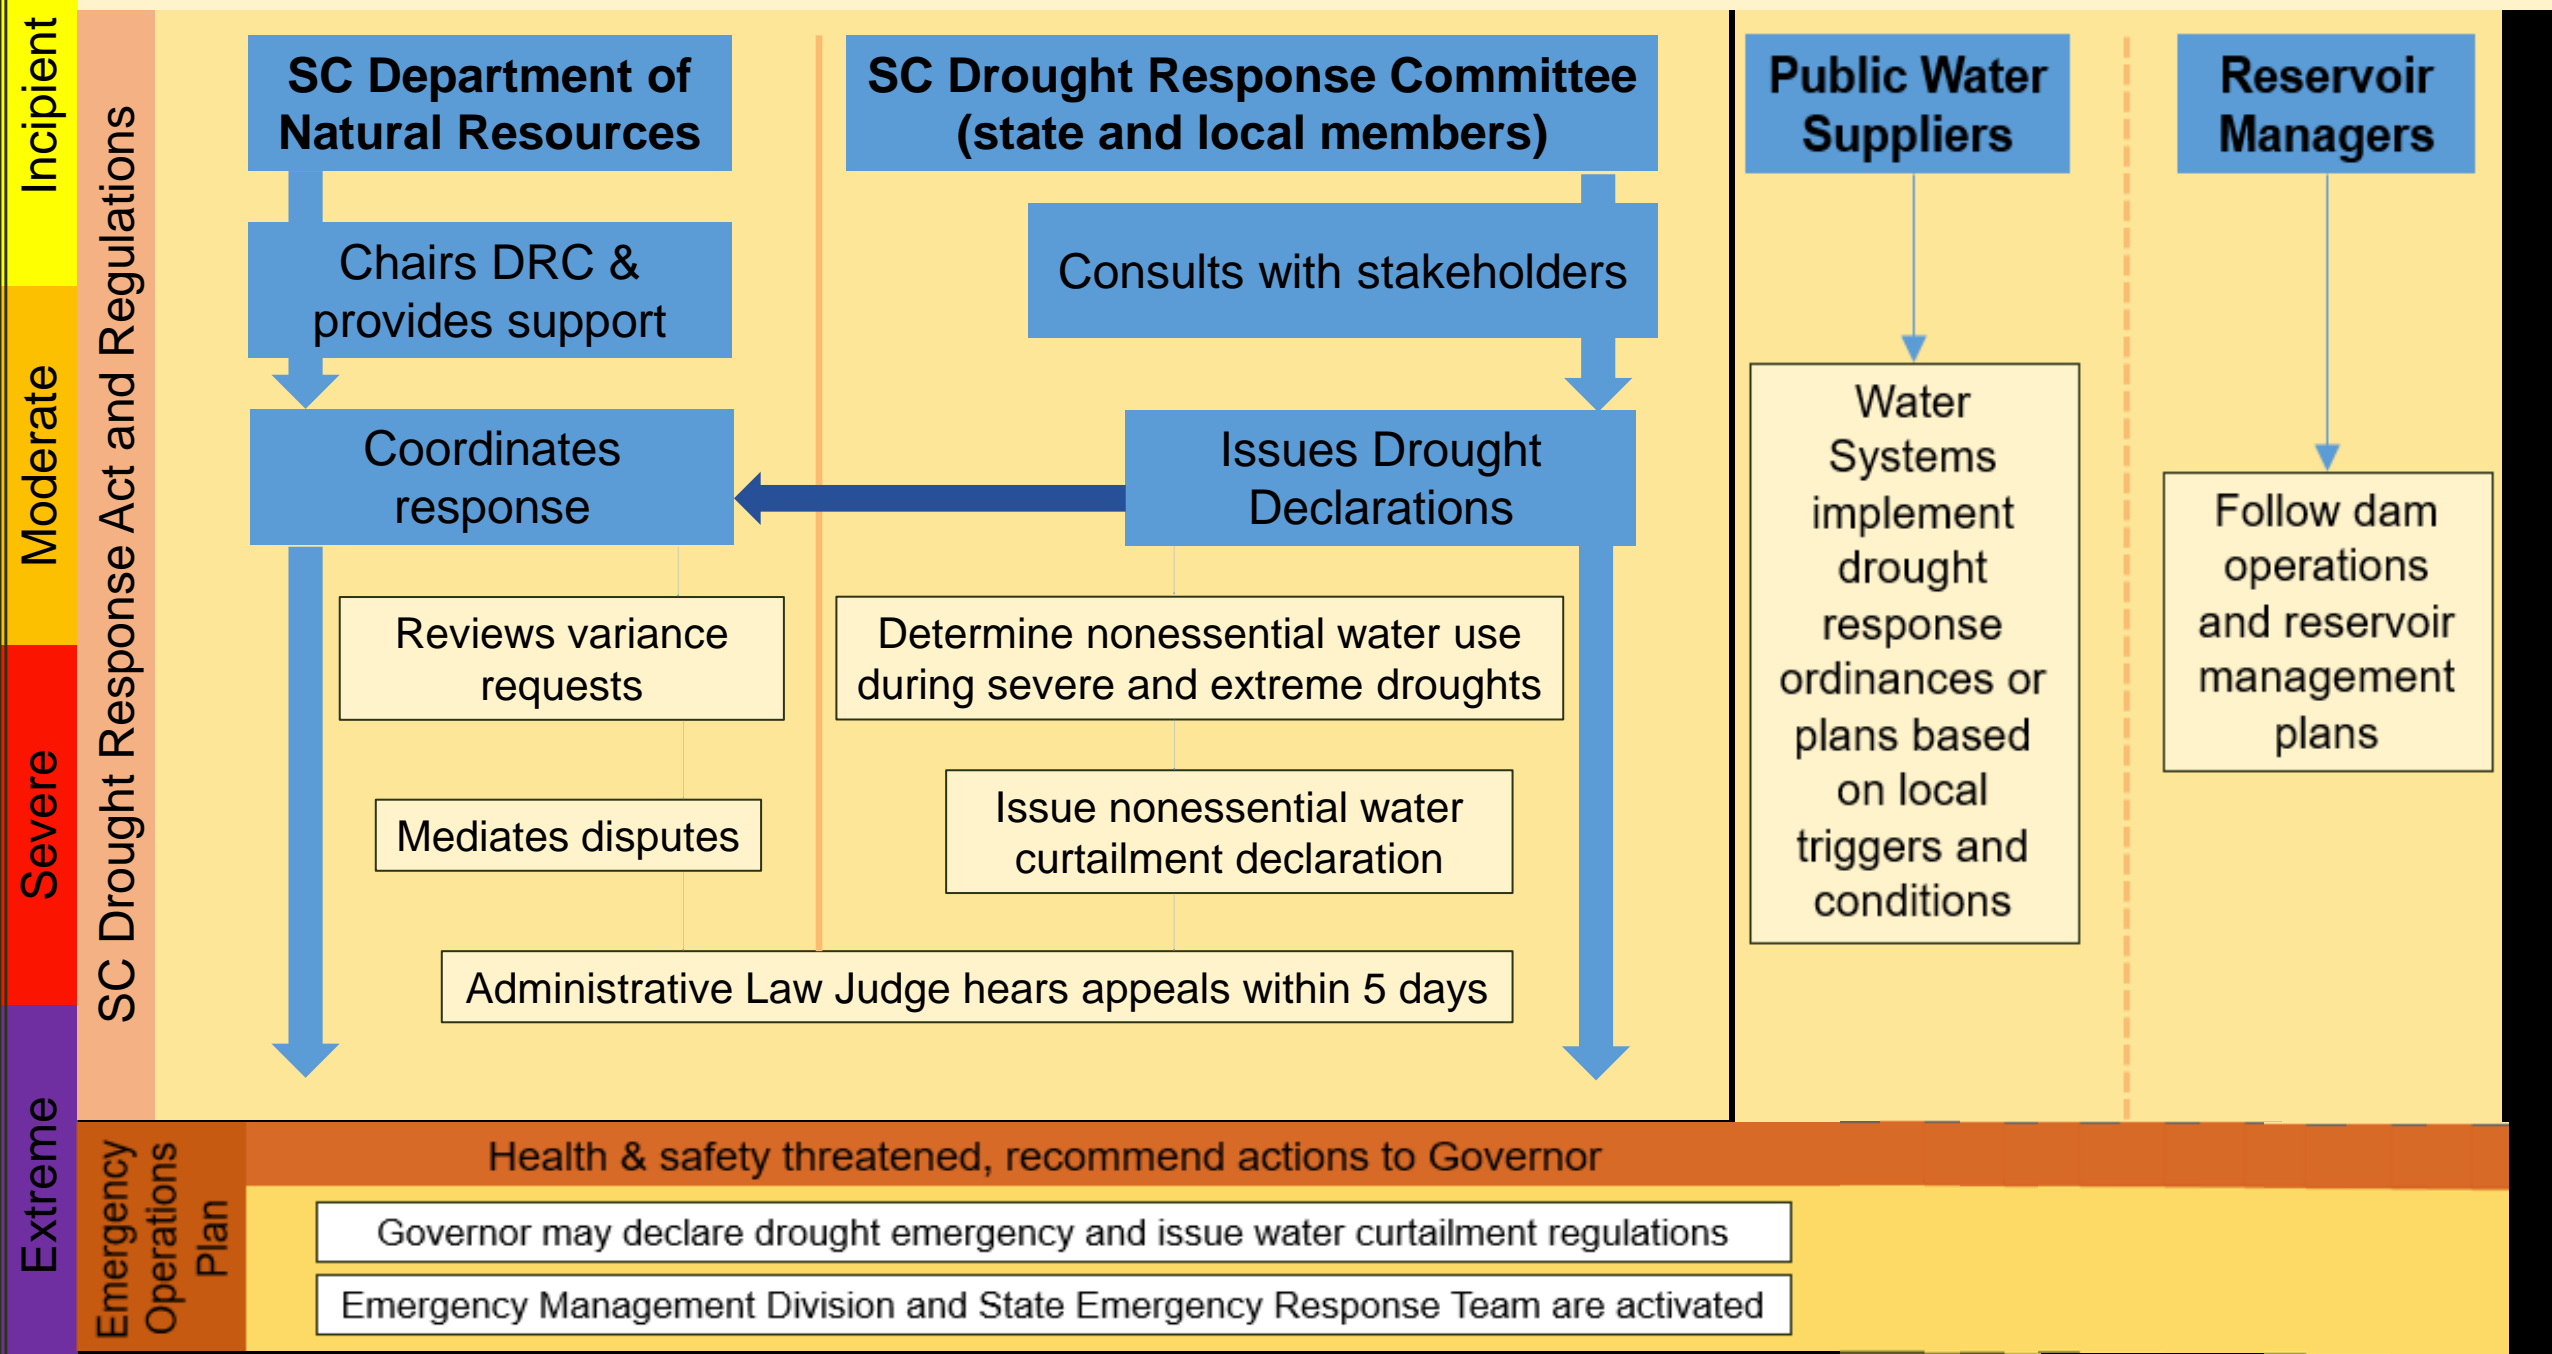 Incipient
Moderate
Severe
Extreme
SC Drought Response Act and Regulations
SC Department of
Natural Resources
Chairs DRC &
provides support
Coordinates
response
Reviews variance
requests
Mediates disputes
SC Drought Response Committee
(state and local members)
Consults with stakeholders
Issues Drought
Declarations
Determine nonessential water use
during severe and extreme droughts
Issue nonessential water
curtailment declaration
Administrative Law Judge hears appeals within 5 days
Public Water
Suppliers
Water
Systems
implement
drought
response
ordinances or
plans based
on local
triggers and
conditions
Reservoir
Managers
Follow dam
operations
and reservoir
management
plans
Emergency
Operations
Plan
Health & safety threatened, recommend actions to Governor
Governor may declare drought emergency and issue water curtailment regulations
Emergency Management Division and State Emergency Response Team are activated